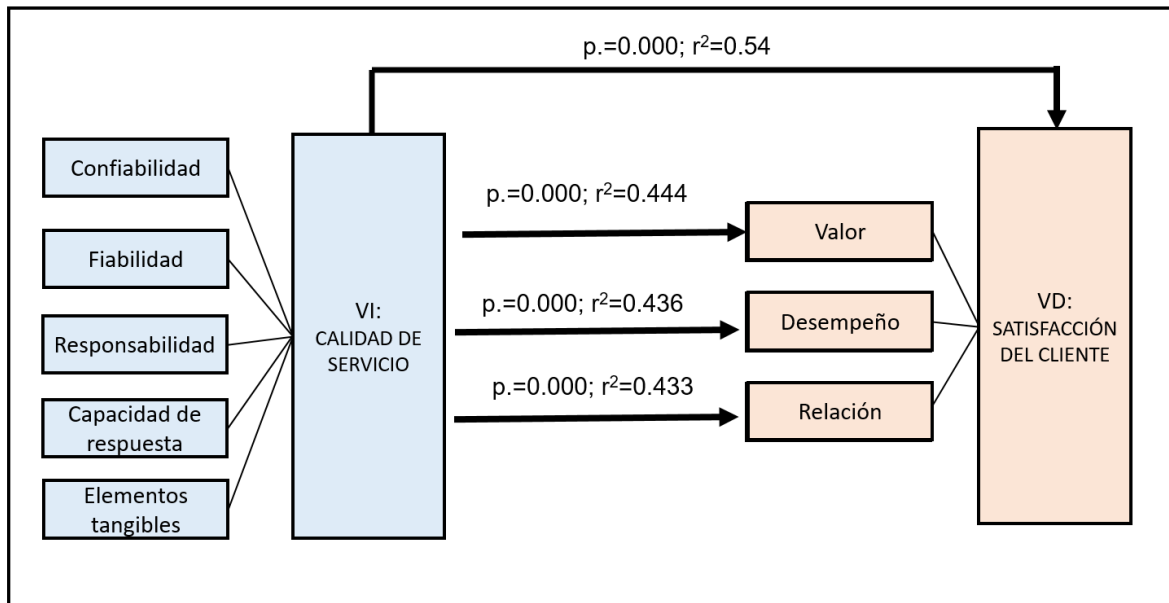 p.=0.000; r²=0.54
Confiabilidad
Fiabilidad
Responsabilidad
Capacidad de
respuesta
Elementos
tangibles
VI:
CALIDAD DE
SERVICIO
p.=0.000; r²=0.444
p.=0.000; r²=0.436
p.=0.000; r²=0.433
Valor
Desempeño
Relación
VD:
SATISFACCIÓN
DEL CLIENTE